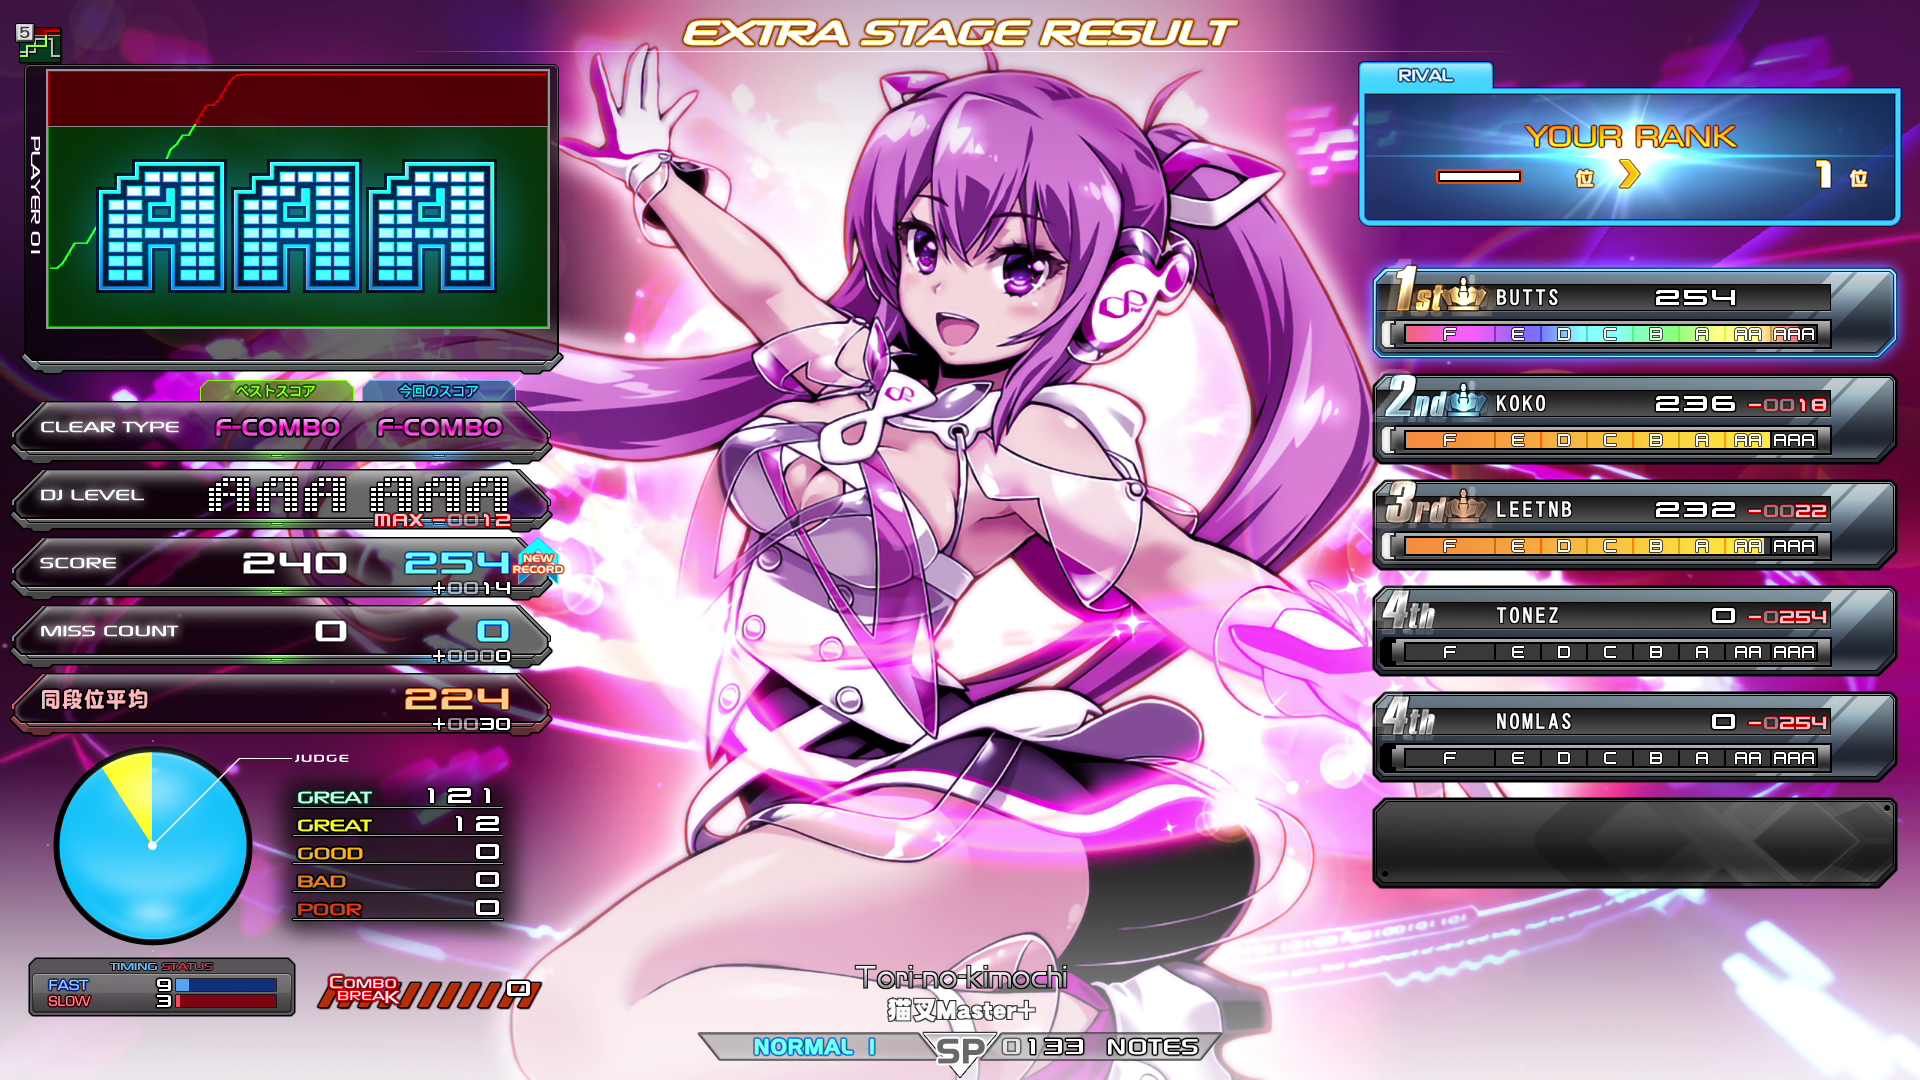 EXTRA STAGE RESULT
5
PLAYER 01
AAA
ベストスコア 今回のスコア
CLEAR TYPE F-COMBO F-COMBO
DJ LEVEL AAA AAA
MAX -0012
SCORE 240 254 NEW RECORD
+0014
MISS COUNT 0 0
+0000
同段位平均 224
+0030
JUDGE
GREAT 121
GREAT 12
GOOD 0
BAD 0
POOR 0
TIMING STATUS
FAST 9
SLOW 3
COMBO BREAK 0
Tori-no-kimochi
猫叉Master+
NORMAL 1 SP 0133 NOTES
RIVAL
YOUR RANK
位 1 位
1st BUTTS 254
F E D C B A AA AAA
2nd KOKO 236 -0018
F E D C B A AA AAA
3rd LEETNB 232 -0022
F E D C B A AA AAA
4th TONEZ 0 -0254
F E D C B A AA AAA
4th NOMLAS 0 -0254
F E D C B A AA AAA